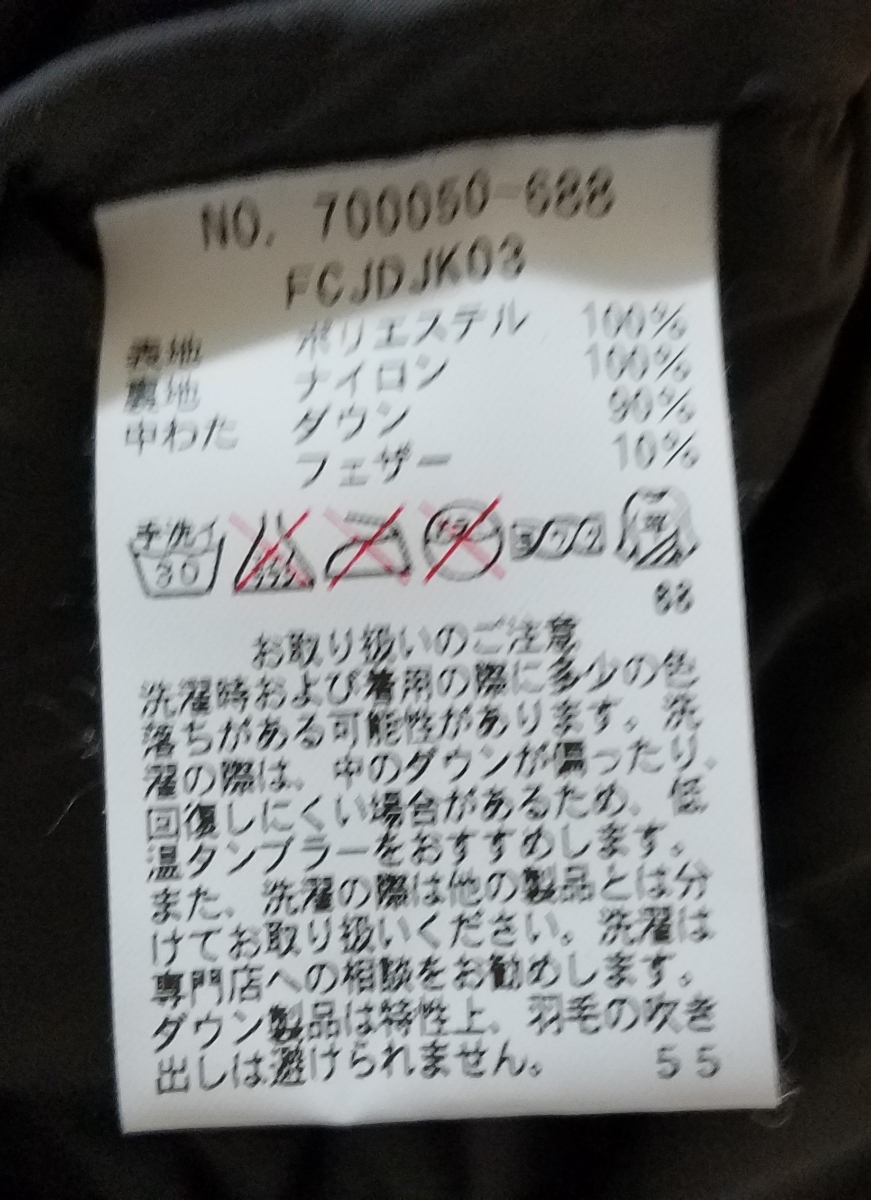 NO. 700050-688
FCJDJK03
表地 ポリエステル 100%
裏地 ナイロン 100%
中わた ダウン 90%
フェザー 10%
手洗イ
30
平
68
お取り扱いのご注意
洗濯時および着用の際に多少の色
落ちがある可能性があります。洗
濯の際は、中のダウンが偏ったり、
回復しにくい場合があるため、低
温タンブラーをおすすめします。
また、洗濯の際は他の製品とは分
けてお取り扱いください。洗濯は
専門店への相談をお勧めします。
ダウン製品は特性上、羽毛の吹き
出しは避けられません。 55